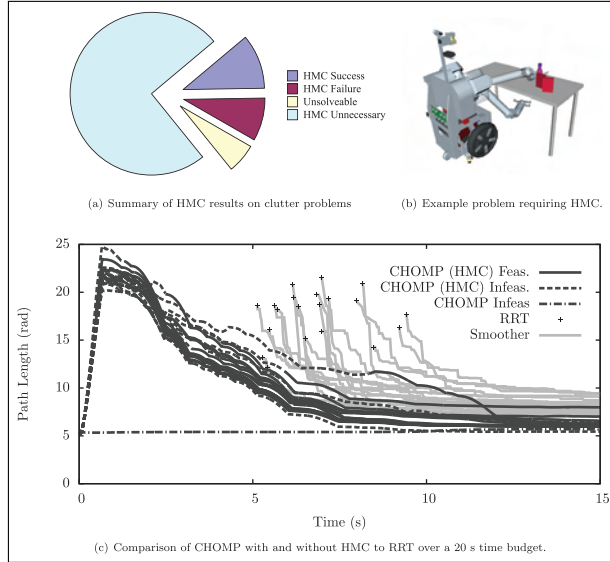 HMC Success
HMC Failure
Unsolveable
HMC Unnecessary
(a) Summary of HMC results on clutter problems
(b) Example problem requiring HMC.
25
20
15
10
5
0
Path Length (rad)
CHOMP (HMC) Feas.
CHOMP (HMC) Infeas.
CHOMP Infeas
RRT
Smoother
0 5 10 15
Time (s)
(c) Comparison of CHOMP with and without HMC to RRT over a 20 s time budget.